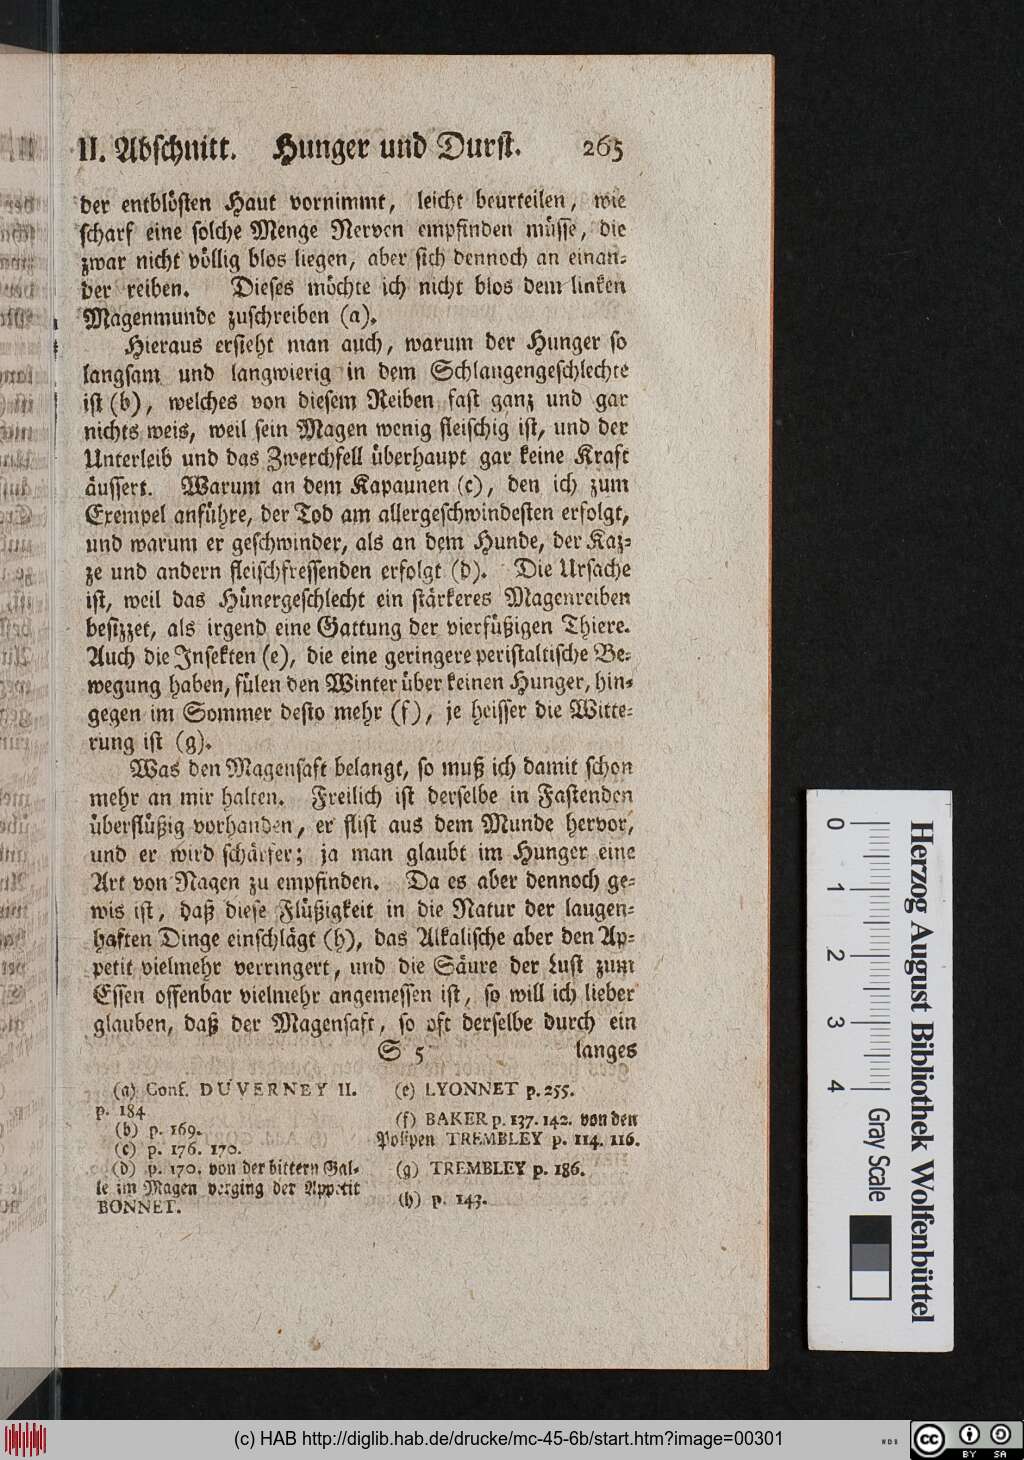 II. Abschnitt. Hunger und Durst. 265
der entblösten Haut vornimmt, leicht beurteilen, wie
scharf eine solche Menge Nerven empfinden müsse, die
zwar nicht völlig blos liegen, aber sich dennoch an einan-
der reiben. Dieses möchte ich nicht blos dem linken
Magenmunde zuschreiben (a).
Hieraus ersieht man auch, warum der Hunger so
langsam und langwierig in dem Schlangengeschlechte
ist (b), welches von diesem Reiben fast ganz und gar
nichts weis, weil sein Magen wenig fleischig ist, und der
Unterleib und das Zwerchfell überhaupt gar keine Kraft
äussert. Warum an dem Kapaunen (c), den ich zum
Exempel anführe, der Tod am allergeschwindesten erfolgt,
und warum er geschwinder, als an dem Hunde, der Kaz-
ze und andern fleischfressenden erfolgt (d). Die Ursache
ist, weil das Hünergeschlecht ein stärkeres Magenreiben
besizzet, als irgend eine Gattung der vierfüßigen Thiere.
Auch die Insekten (e), die eine geringere peristaltische Be-
wegung haben, fülen den Winter über keinen Hunger, hin-
gegen im Sommer desto mehr (f), je heisser die Witte-
rung ist (g).
Was den Magensaft belangt, so muß ich damit schon
mehr an mir halten. Freilich ist derselbe in Fastenden
überflüßig vorhanden, er flist aus dem Munde hervor,
und er wird schärfer; ja man glaubt im Hunger eine
Art von Nagen zu empfinden. Da es aber dennoch ge-
wis ist, daß diese Flüßigkeit in die Natur der laugen-
haften Dinge einschlägt (h), das Alkalische aber den Ap-
petit vielmehr verringert, und die Säure der Lust zum
Essen offenbar vielmehr angemessen ist, so will ich lieber
glauben, daß der Magensaft, so oft derselbe durch ein
S 5 langes
(a) Conf. DUVERNEY II.
p. 184
(b) p. 169.
(c) p. 176. 170.
(d) p. 170. von der bittern Gal-
le im Magen verging der Appetit
BONNET.
(e) LYONNET p. 255.
(f) BAKER p. 137. 142. von den
Polipen TREMBLEY p. 114. 116.
(g) TREMBLEY p. 186.
(h) p. 143.
0 1 2 3 4
Gray Scale
Herzog August Bibliothek Wolfenbüttel
(c) HAB http://diglib.hab.de/drucke/mc-45-6b/start.htm?image=00301
cc
BY SA